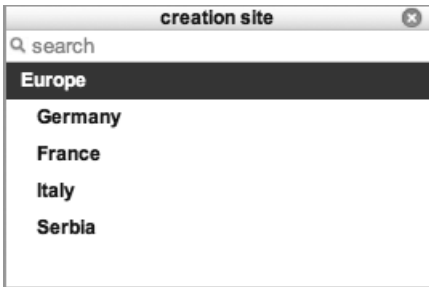 creation site
search
Europe
Germany
France
Italy
Serbia